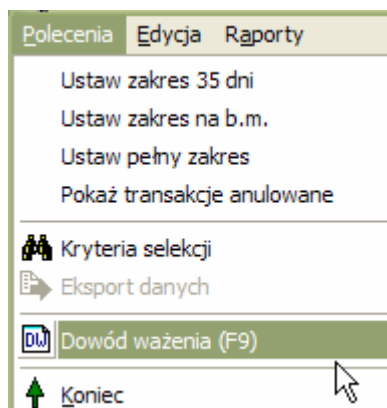 Polecenia Edycja Raporty
Ustaw zakres 35 dni
Ustaw zakres na b.m.
Ustaw pełny zakres
Pokaż transakcje anulowane
Kryteria selekcji
Eksport danych
DW Dowód ważenia (F9)
Koniec